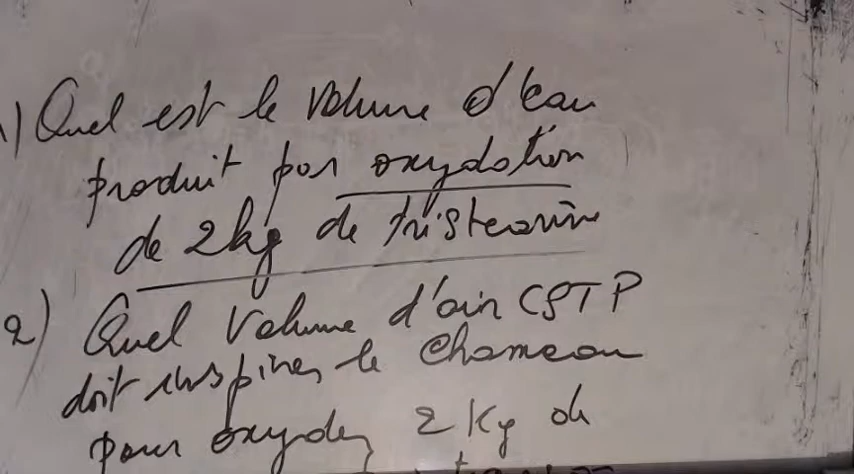 1) Quel est le volume d'eau
produit par oxydation
de 2kg de tristearine
2) Quel volume d'air CSTP
doit inspirer le chameau
pour oxyder 2 Kg de